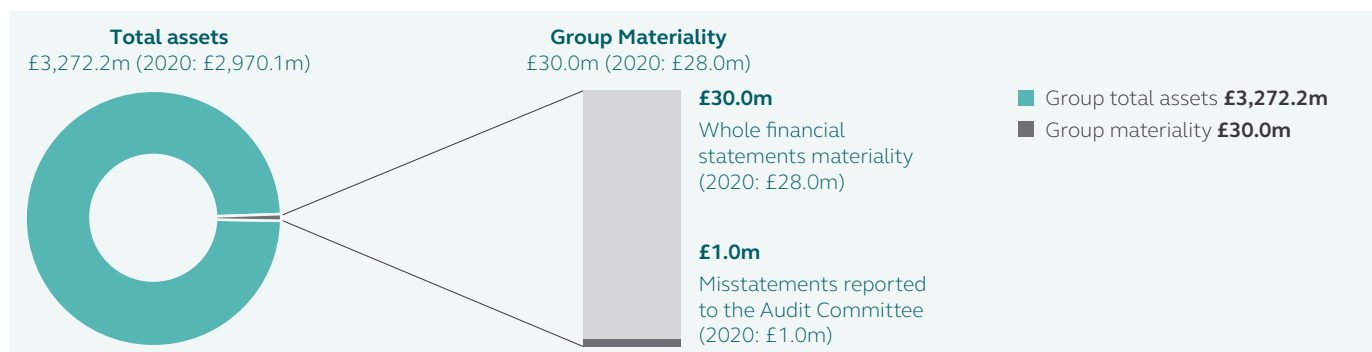 Total assets
£3,272.2m (2020: £2,970.1m)
Group Materiality
£30.0m (2020: £28.0m)
£30.0m
Whole financial
statements materiality
(2020: £28.0m)
£1.0m
Misstatements reported
to the Audit Committee
(2020: £1.0m)
Group total assets £3,272.2m
Group materiality £30.0m